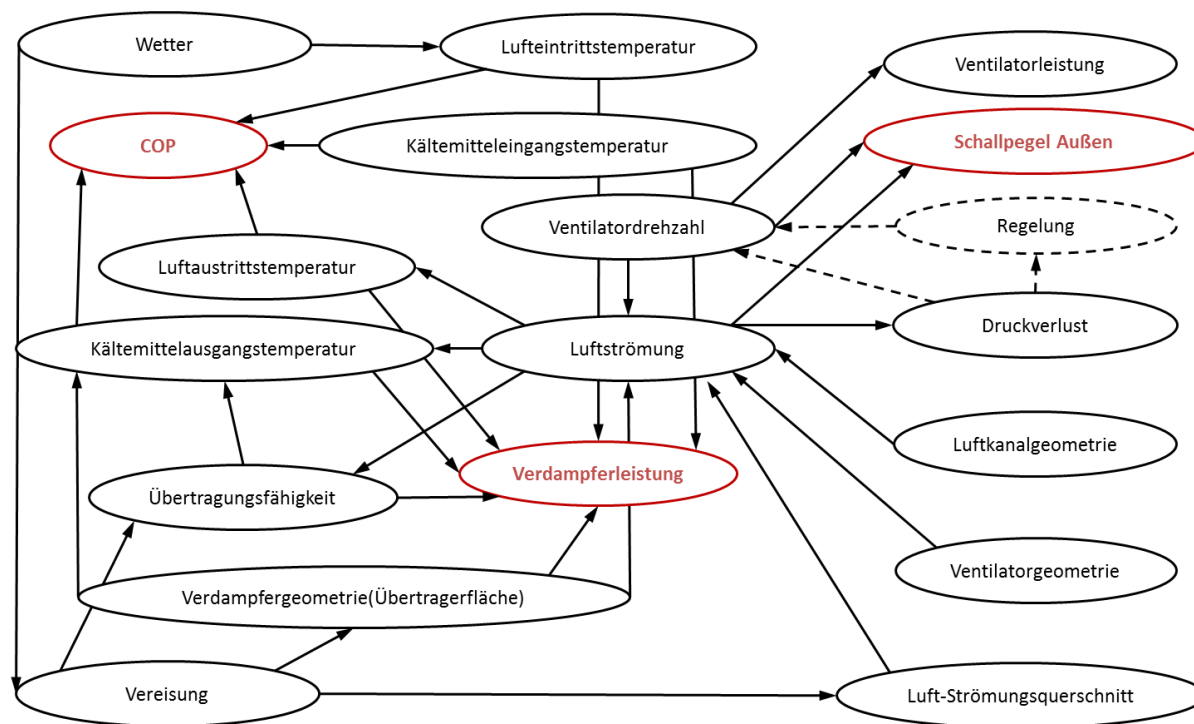 Wetter
Lufteintrittstemperatur
Ventilatorleistung
COP
Kältemitteleingangstemperatur
Schallpegel Außen
Ventilatordrehzahl
Regelung
Luftaustrittstemperatur
Druckverlust
Kältemittelausgangstemperatur
Luftströmung
Luftkanalgeometrie
Verdampferleistung
Übertragungsfähigkeit
Ventilatorgeometrie
Verdampfergeometrie(Übertragerfläche)
Vereisung
Luft-Strömungsquerschnitt